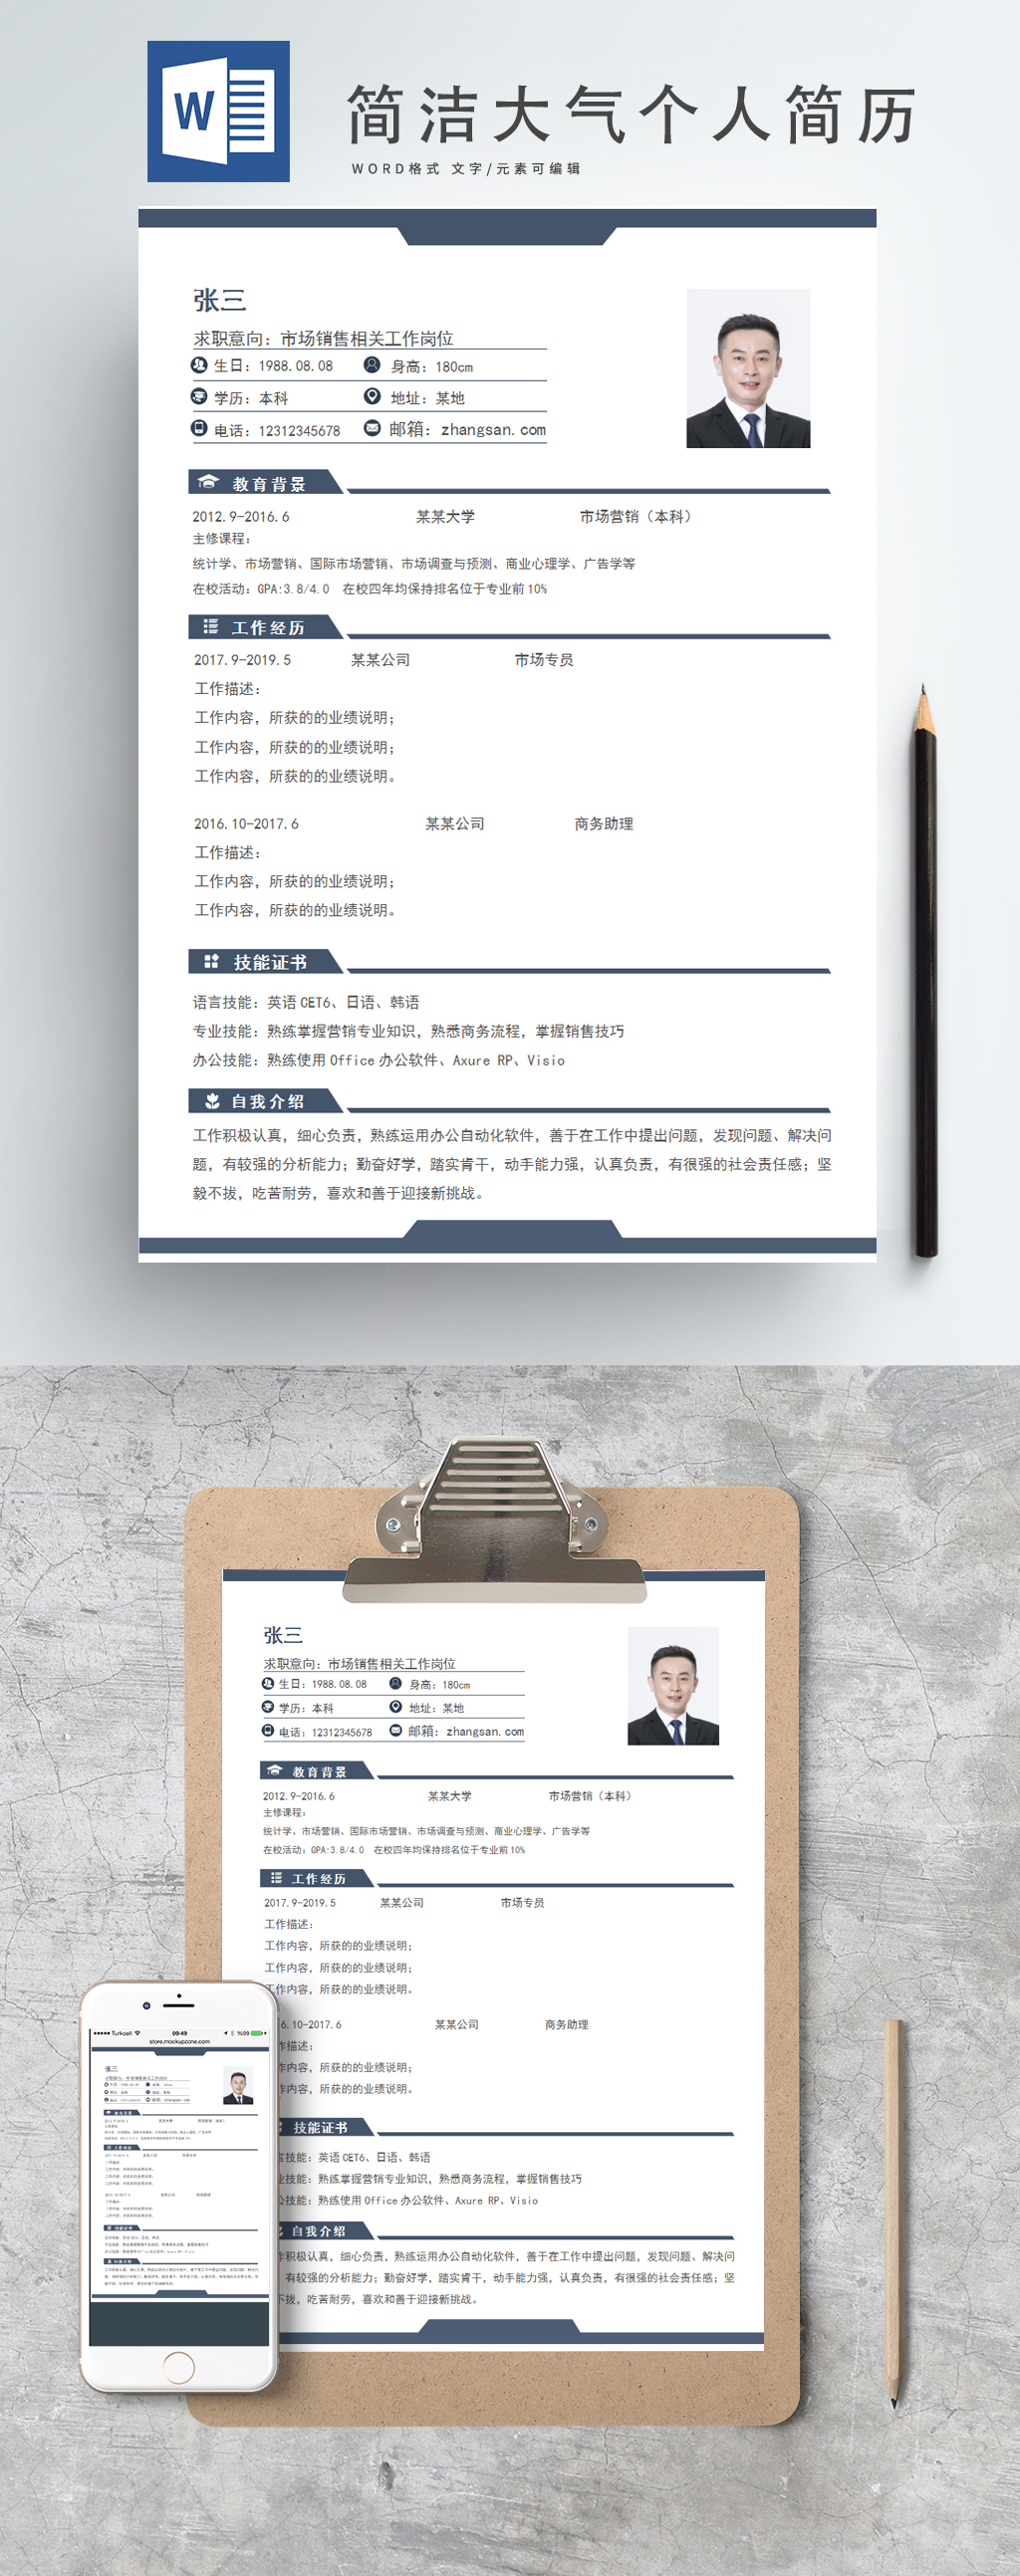 W
简洁大气个人简历
WORD格式 文字/元素可编辑
张三
求职意向：市场销售相关工作岗位
生日：1988.08.08 身高：180cm
学历：本科 地址：某地
电话：12312345678 邮箱：zhangsan.com
教育背景
2012.9-2016.6 某某大学 市场营销（本科）
主修课程：
统计学、市场营销、国际市场营销、市场调查与预测、商业心理学、广告学等
在校活动：GPA:3.8/4.0 在校四年均保持排名位于专业前10%
工作经历
2017.9-2019.5 某某公司 市场专员
工作描述：
工作内容，所获的的业绩说明；
工作内容，所获的的业绩说明；
工作内容，所获的的业绩说明。
2016.10-2017.6 某某公司 商务助理
工作描述：
工作内容，所获的的业绩说明；
工作内容，所获的的业绩说明。
技能证书
语言技能：英语CET6、日语、韩语
专业技能：熟练掌握营销专业知识，熟悉商务流程，掌握销售技巧
办公技能：熟练使用Office办公软件、Axure RP、Visio
自我介绍
工作积极认真，细心负责，熟练运用办公自动化软件，善于在工作中提出问题，发现问题、解决问
题，有较强的分析能力；勤奋好学，踏实肯干，动手能力强，认真负责，有很强的社会责任感；坚
毅不拔，吃苦耐劳，喜欢和善于迎接新挑战。
张三
求职意向：市场销售相关工作岗位
生日：1988.08.08 身高：180cm
学历：本科 地址：某地
电话：12312345678 邮箱：zhangsan.com
教育背景
2012.9-2016.6 某某大学 市场营销（本科）
主修课程：
统计学、市场营销、国际市场营销、市场调查与预测、商业心理学、广告学等
在校活动：GPA:3.8/4.0 在校四年均保持排名位于专业前10%
工作经历
2017.9-2019.5 某某公司 市场专员
工作描述：
工作内容，所获的的业绩说明；
工作内容，所获的的业绩说明；
工作内容，所获的的业绩说明。
6.10-2017.6 某某公司 商务助理
作描述：
作内容，所获的的业绩说明；
作内容，所获的的业绩说明。
技能证书
言技能：英语CET6、日语、韩语
业技能：熟练掌握营销专业知识，熟悉商务流程，掌握销售技巧
公技能：熟练使用Office办公软件、Axure RP、Visio
自我介绍
作积极认真，细心负责，熟练运用办公自动化软件，善于在工作中提出问题，发现问题、解决问
有较强的分析能力；勤奋好学，踏实肯干，动手能力强，认真负责，有很强的社会责任感；坚
不拔，吃苦耐劳，喜欢和善于迎接新挑战。
Turkcell 09:49 %99
store.mockupzone.com
张三